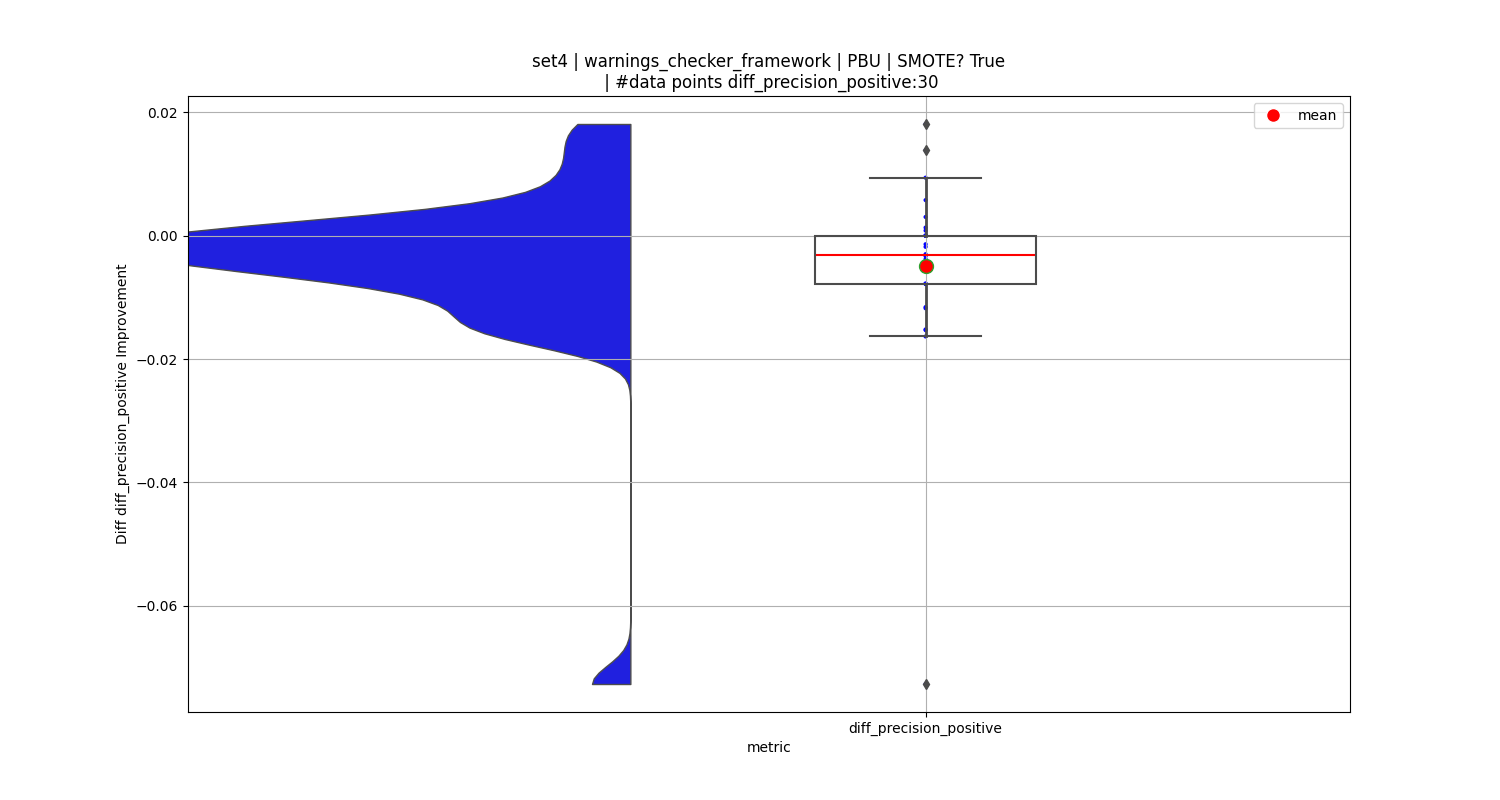 set4 | warnings_checker_framework | PBU | SMOTE? True
| #data points diff_precision_positive:30
mean
0.02
0.00
−0.02
−0.04
−0.06
Diff diff_precision_positive Improvement
diff_precision_positive
metric